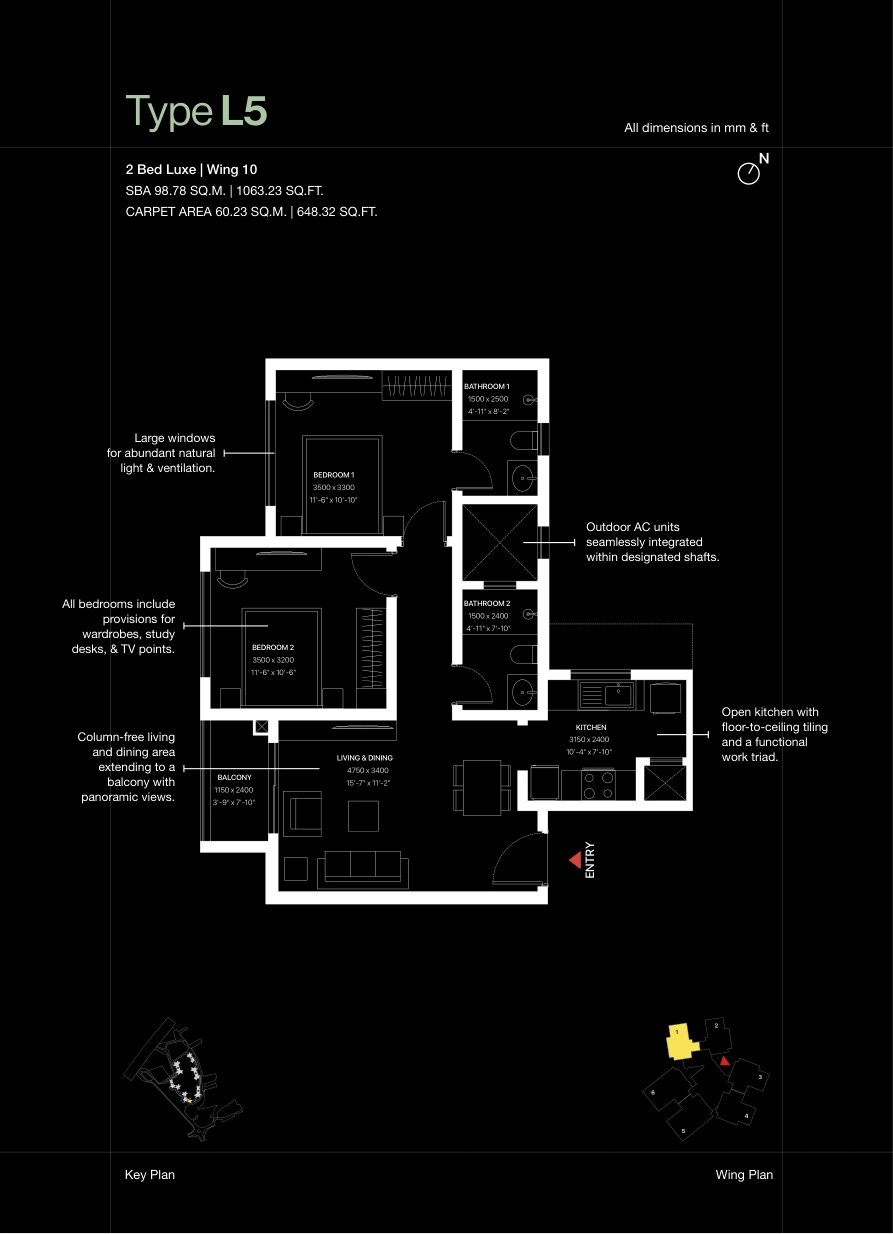 Type L5
All dimensions in mm & ft
N
2 Bed Luxe | Wing 10
SBA 98.78 SQ.M. | 1063.23 SQ.FT.
CARPET AREA 60.23 SQ.M. | 648.32 SQ.FT.
BATHROOM 1
1500 x 2500
4'-11" x 8'-2"
Large windows
for abundant natural
light & ventilation.
BEDROOM 1
3500 x 3300
11'-6" x 10'-10"
Outdoor AC units
seamlessly integrated
within designated shafts.
All bedrooms include
provisions for
wardrobes, study
desks, & TV points.
BATHROOM 2
1500 x 2400
4'-11" x 7'-10"
BEDROOM 2
3500 x 3200
11'-6" x 10'-6"
Open kitchen with
floor-to-ceiling tiling
and a functional
work triad.
KITCHEN
3150 x 2400
10'-4" x 7'-10"
Column-free living
and dining area
extending to a
balcony with
panoramic views.
LIVING & DINING
4750 x 3400
15'-7" x 11'-2"
BALCONY
1150 x 2400
3'-9" x 7'-10"
ENTRY
1
2
3
4
5
6
Key Plan
Wing Plan